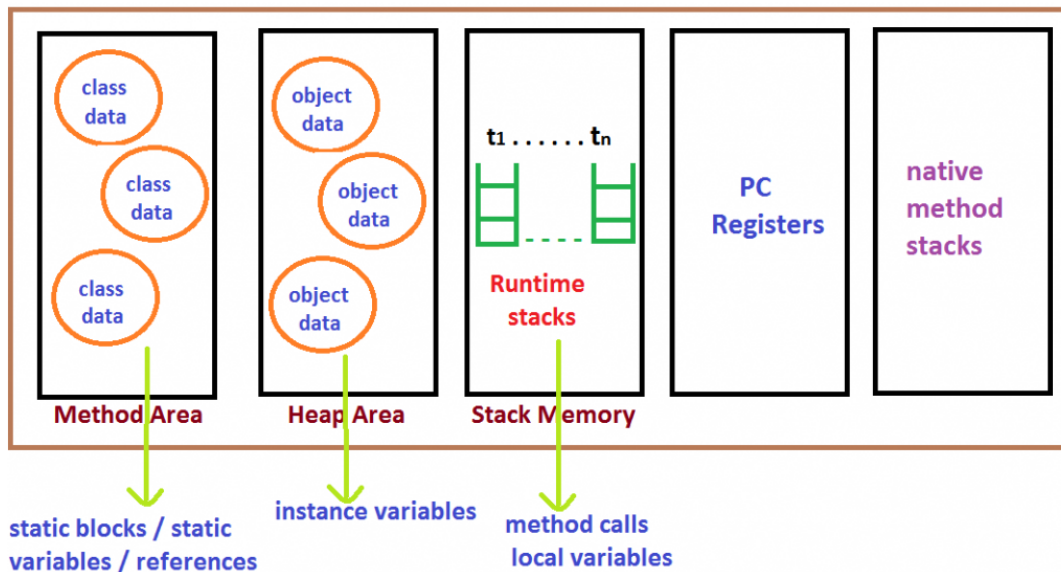 class
data
class
data
class
data
Method Area
object
data
object
data
object
data
Heap Area
t1 . . . . . . tn
Runtime
stacks
Stack Memory
PC
Registers
native
method
stacks
static blocks / static
variables / references
instance variables
method calls
local variables